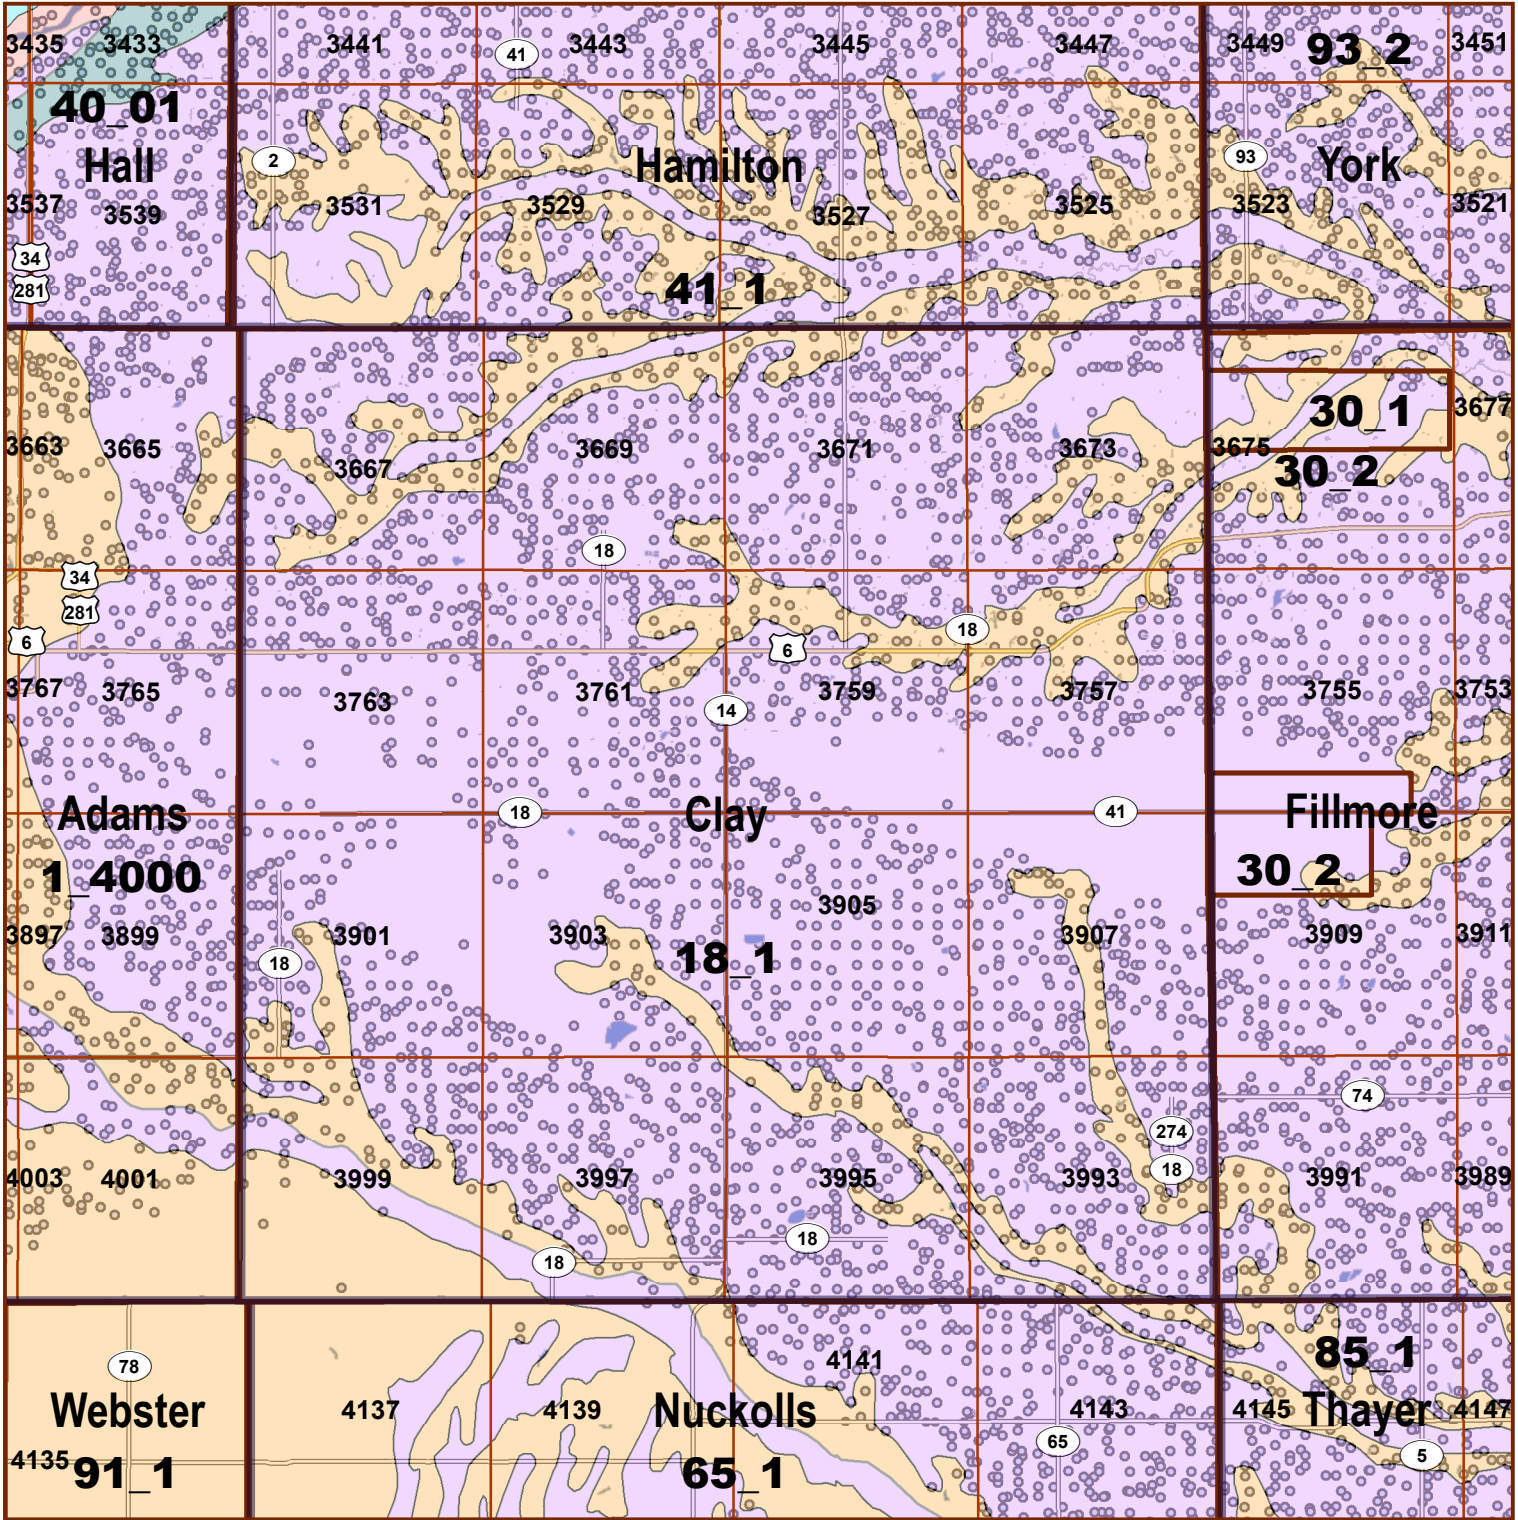 3435 3433 3441 41 3443 3445 3447 3449 93_2 3451
40_01
Hall 2 Hamilton 93 York
3537 3539 3531 3529 3527 3525 3523 3521
34
281 41_1
30_1 3677
3663 3665 3667 3669 3671 3673 3675
30_2
18
34
281
6 6 18
3767 3765 3763 3761 3759 3757 3755 3753
14
Adams 18 Clay 41 Fillmore
1_4000 30_2
3905
3897 3899 3901 3903 3907 3909 3911
18 18_1
74
274
18
4003 4001 3999 3997 3995 3993 3991 3989
18
18
85_1
78 4141
Webster 4137 4139 Nuckolls 4143 4145 Thayer 4147
65 5
4135 91_1 65_1